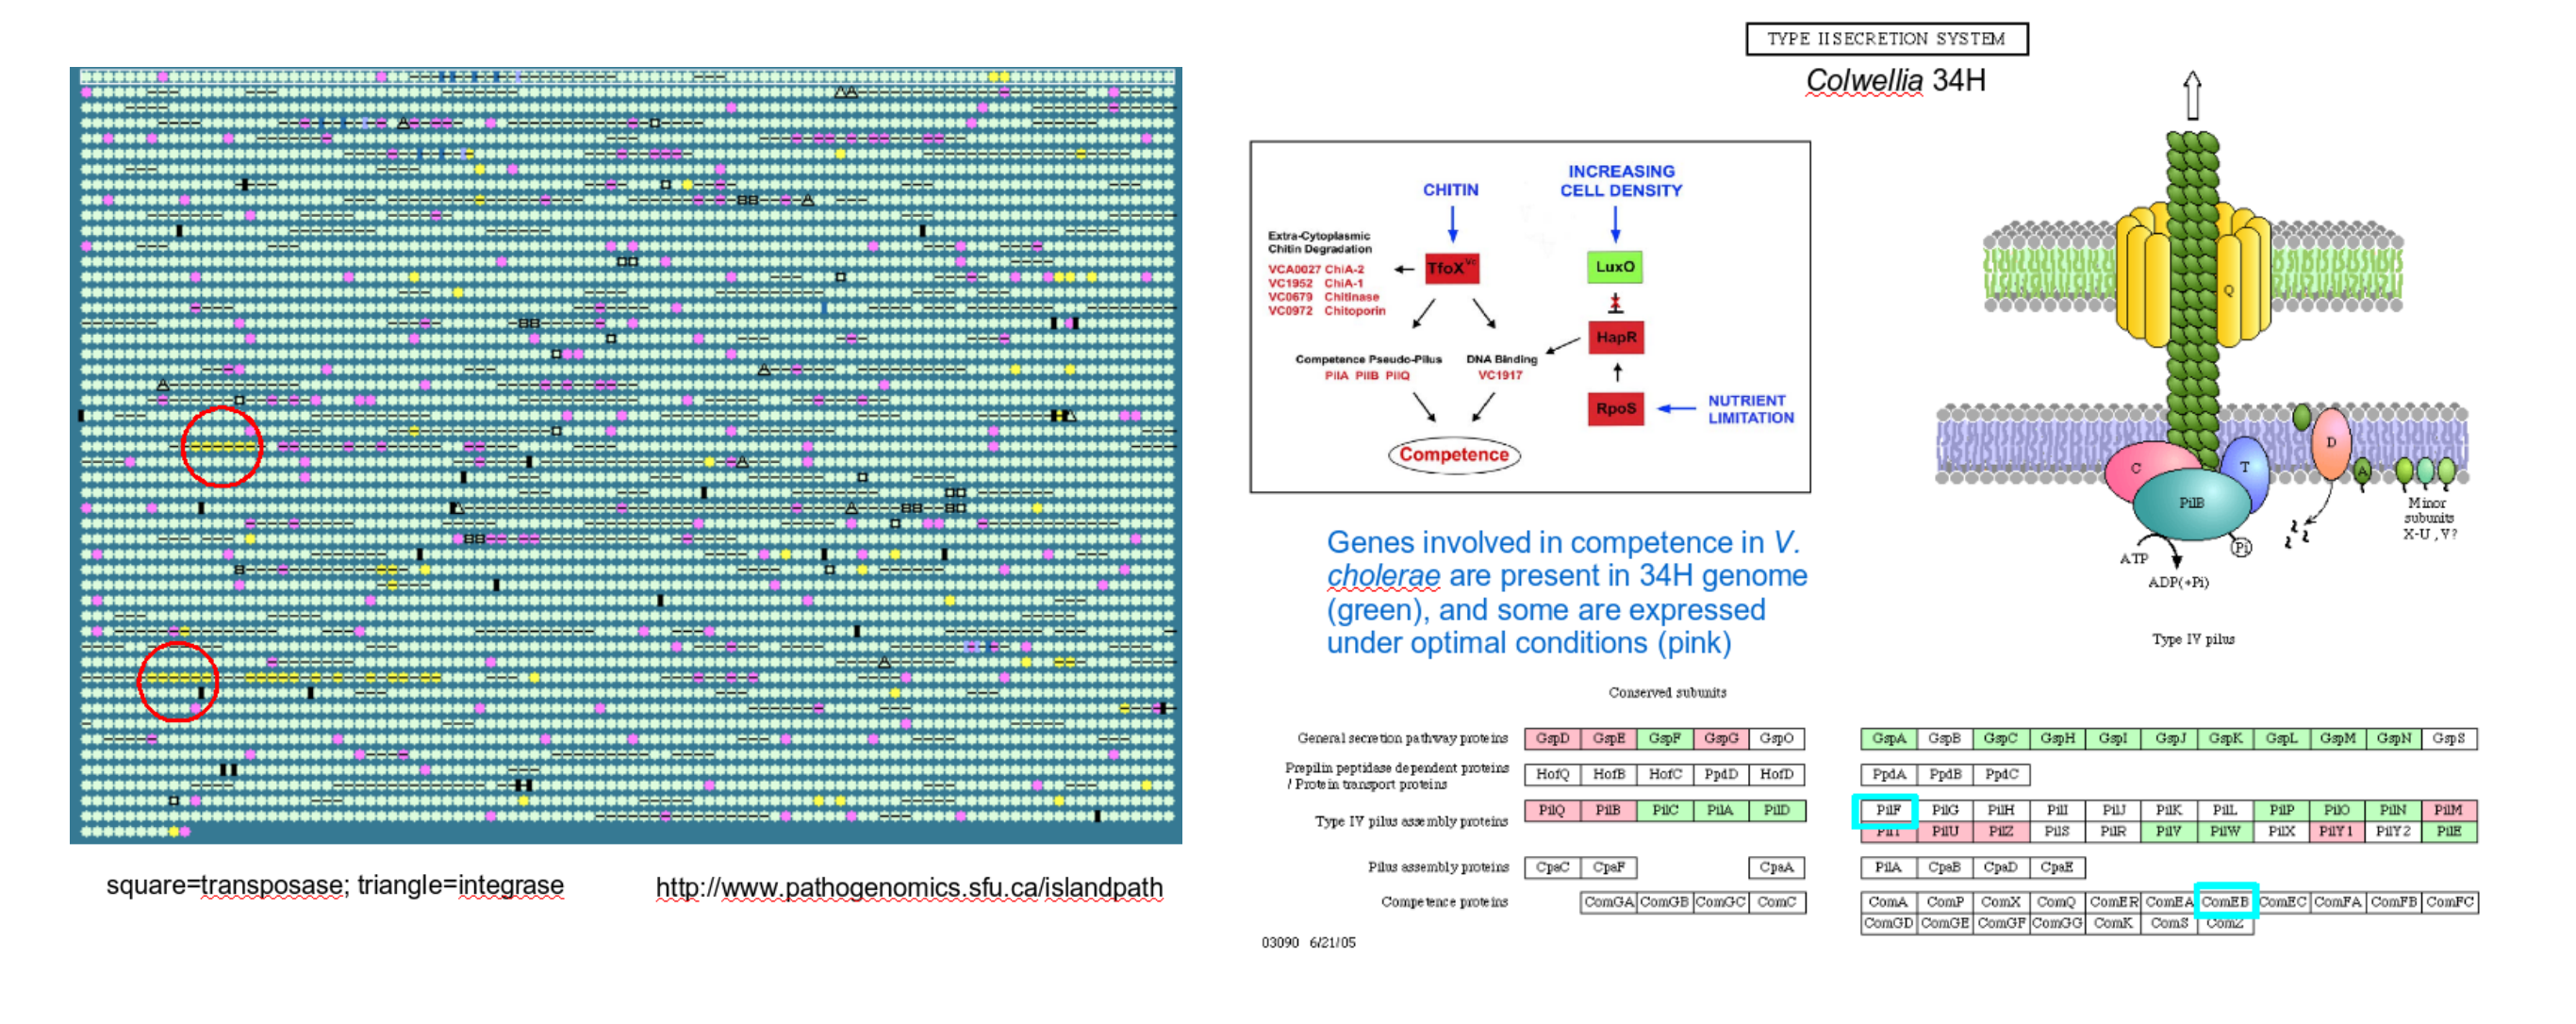 square=transposase; triangle=integrase
http://www.pathogenomics.sfu.ca/islandpath
TYPE II SECRETION SYSTEM
Colwellia 34H
CHITIN
INCREASING
CELL DENSITY
Extra-Cytoplasmic
Chitin Degradation
VCA0027 ChiA-2
VC1952 ChiA-1
VC0679 Chitinase
VC0972 Chitoporin
TfoX Vc
LuxO
HapR
Competence Pseudo-Pilus
PilA PilB PilQ
DNA Binding
VC1917
RpoS
NUTRIENT
LIMITATION
Competence
Q
C
T
D
A
PilB
Pi
ATP
ADP(+Pi)
Minor
subunits
X-U , V?
Type IV pilus
Genes involved in competence in V.
cholerae are present in 34H genome
(green), and some are expressed
under optimal conditions (pink)
Conserved subunits
General secretion pathway proteins
GspD GspE GspF GspG GspO
GspA GspB GspC GspH GspI GspJ GspK GspL GspM GspN GspS
Prepilin peptidase dependent proteins
/ Protein transport proteins
HofQ HofB HofC PpdD HofD
PpdA PpdB PpdC
Type IV pilus assembly proteins
PilQ PilB PilC PilA PilD
PilF PilG PilH PilI PilJ PilK PilL PilP PilO PilN PilM
PilT PilU PilZ PilS PilR PilV PilW PilX PilY1 PilY2 PilE
Pilus assembly proteins
CpaC CpaF CpaA
PilA CpaB CpaD CpaE
Competence proteins
ComGA ComGB ComGC ComC
ComA ComP ComX ComQ ComER ComEA ComEB ComEC ComFA ComFB ComFC
ComGD ComGE ComGF ComGG ComK ComS ComZ
03090 6/21/05